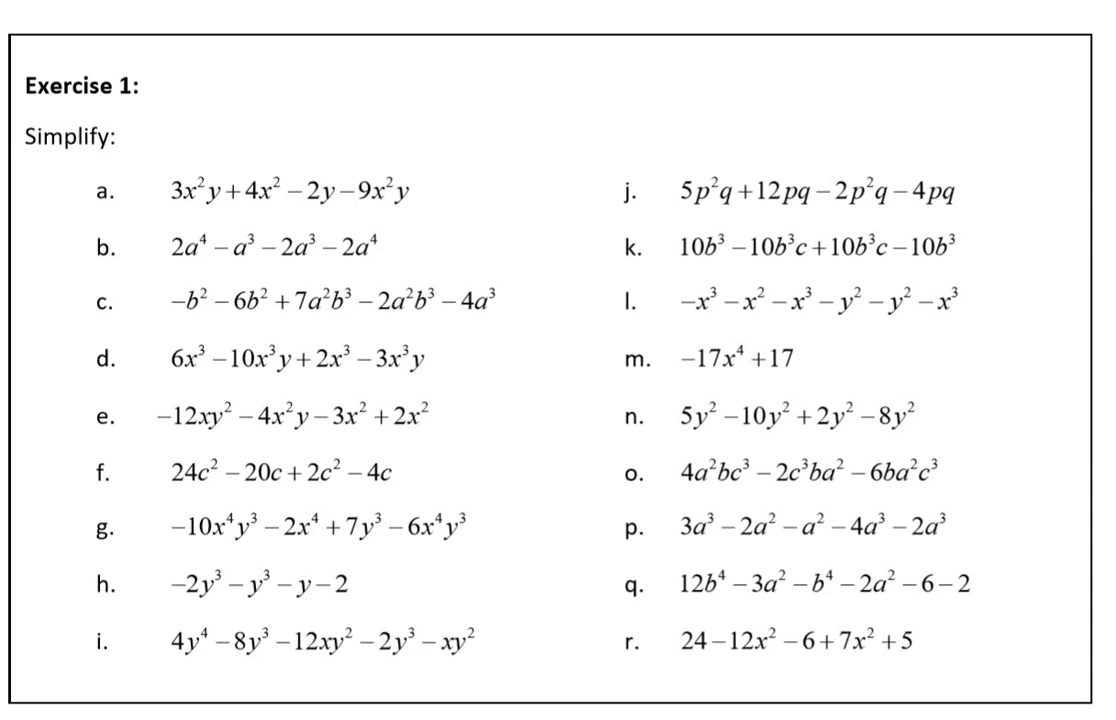 Exercise 1:
Simplify:
a. 3x²y + 4x² − 2y − 9x²y
b. 2a⁴ − a³ − 2a³ − 2a⁴
c. −b² − 6b² + 7a²b³ − 2a²b³ − 4a³
d. 6x³ − 10x³y + 2x³ − 3x³y
e. −12xy² − 4x²y − 3x² + 2x²
f. 24c² − 20c + 2c² − 4c
g. −10x⁴y³ − 2x⁴ + 7y³ − 6x⁴y³
h. −2y³ − y³ − y − 2
i. 4y⁴ − 8y³ − 12xy² − 2y³ − xy²
j. 5p²q + 12pq − 2p²q − 4pq
k. 10b³ − 10b³c + 10b³c − 10b³
l. −x³ − x² − x³ − y² − y² − x³
m. −17x⁴ + 17
n. 5y² − 10y² + 2y² − 8y²
o. 4a²bc³ − 2c³ba² − 6ba²c³
p. 3a³ − 2a² − a² − 4a³ − 2a³
q. 12b⁴ − 3a² − b⁴ − 2a² − 6 − 2
r. 24 − 12x² − 6 + 7x² + 5